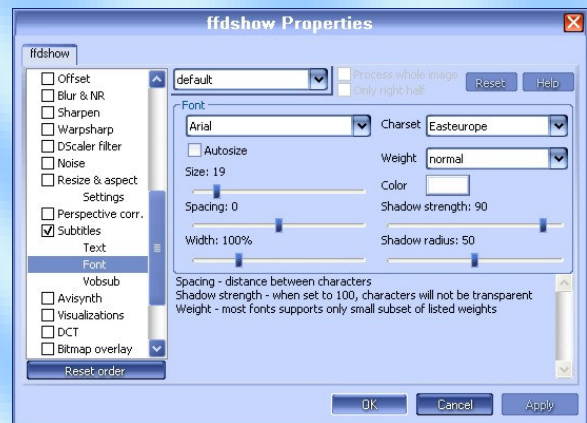 ffdshow Properties
ffdshow
Offset
Blur & NR
Sharpen
Warpsharp
DScaler filter
Noise
Resize & aspect
Settings
Perspective corr.
Subtitles
Text
Font
Vobsub
Avisynth
Visualizations
DCT
Bitmap overlay
Reset order
default
Process whole image
Only right half
Reset
Help
Font
Arial
Charset
Easteurope
Autosize
Weight
normal
Size: 19
Color
Spacing: 0
Shadow strength: 90
Width: 100%
Shadow radius: 50
Spacing - distance between characters
Shadow strength - when set to 100, characters will not be transparent
Weight - most fonts supports only small subset of listed weights
OK
Cancel
Apply